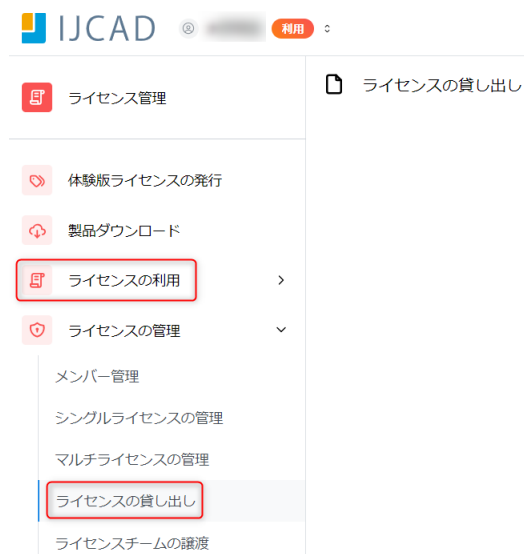 IJCAD 利用
ライセンス管理
ライセンスの貸し出し
体験版ライセンスの発行
製品ダウンロード
ライセンスの利用
ライセンスの管理
メンバー管理
シングルライセンスの管理
マルチライセンスの管理
ライセンスの貸し出し
ライセンスチームの譲渡